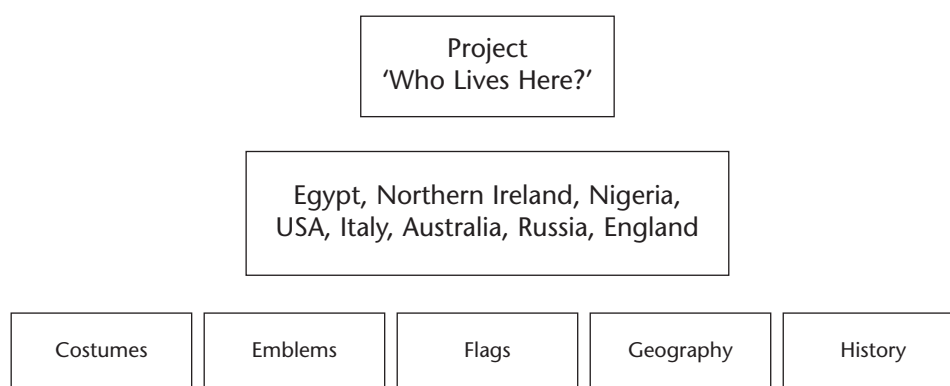 Project
‘Who Lives Here?’
Egypt, Northern Ireland, Nigeria,
USA, Italy, Australia, Russia, England
Costumes
Emblems
Flags
Geography
History